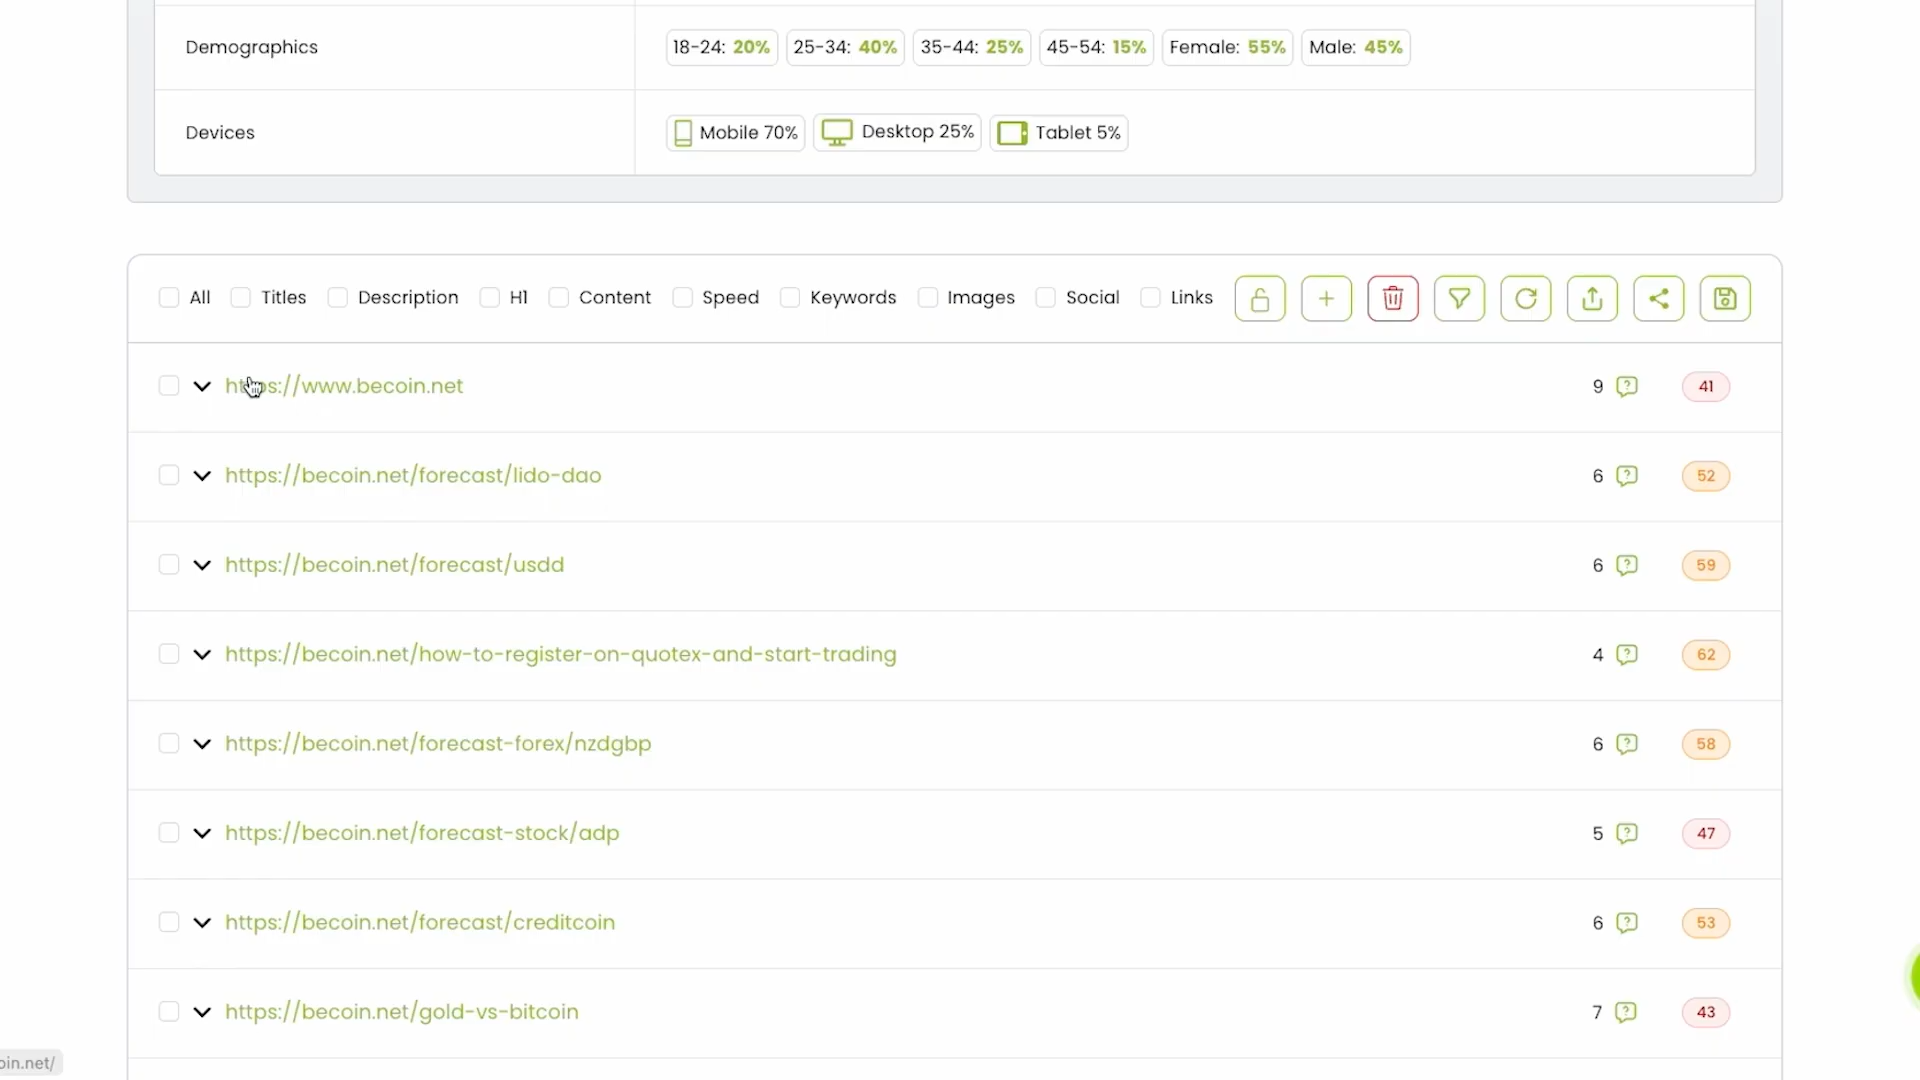 Demographics 18-24: 20% 25-34: 40% 35-44: 25% 45-54: 15% Female: 55% Male: 45%
Devices Mobile 70% Desktop 25% Tablet 5%
All Titles Description H1 Content Speed Keywords Images Social Links
https://www.becoin.net 9 41
https://becoin.net/forecast/lido-dao 6 52
https://becoin.net/forecast/usdd 6 59
https://becoin.net/how-to-register-on-quotex-and-start-trading 4 62
https://becoin.net/forecast-forex/nzdgbp 6 58
https://becoin.net/forecast-stock/adp 5 47
https://becoin.net/forecast/creditcoin 6 53
https://becoin.net/gold-vs-bitcoin 7 43
oin.net/